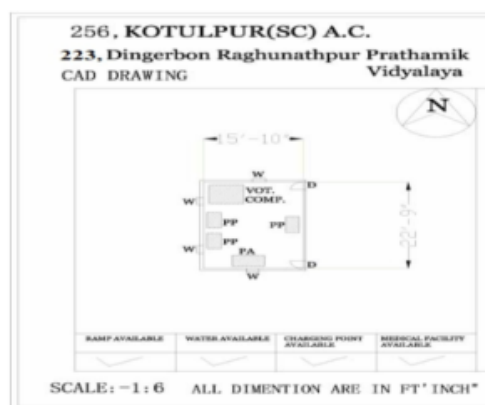 256, KOTULPUR(SC) A.C.
223, Dingerbon Raghunathpur Prathamik
CAD DRAWING Vidyalaya
N
15'-10"
W
D
VOT.
COMP.
W
PP
PP
PP
W
PA
D
W
22'-9"
RAMP AVAILABLE WATER AVAILABLE CHARGING POINT AVAILABLE MEDICAL FACILITY AVAILABLE
SCALE:-1:6 ALL DIMENTION ARE IN FT'INCH"